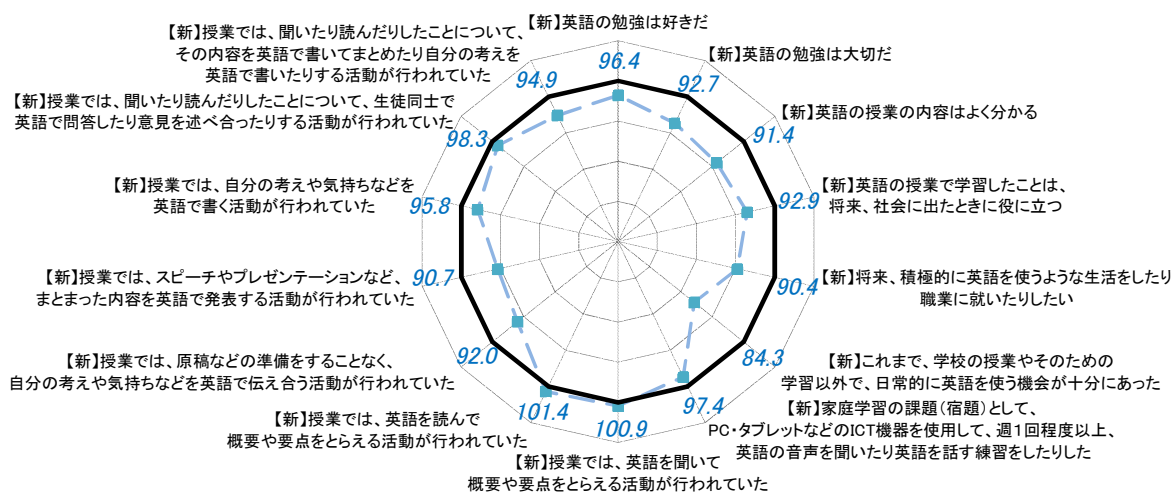 【新】英語の勉強は好きだ
96.4
【新】英語の勉強は大切だ
92.7
【新】英語の授業の内容はよく分かる
91.4
【新】英語の授業で学習したことは、
将来、社会に出たときに役に立つ
92.9
【新】将来、積極的に英語を使うような生活をしたり
職業に就いたりしたい
90.4
【新】これまで、学校の授業やそのための
学習以外で、日常的に英語を使う機会が十分にあった
84.3
【新】家庭学習の課題(宿題)として、
PC・タブレットなどのICT機器を使用して、週1回程度以上、
英語の音声を聞いたり英語を話す練習をしたりした
97.4
【新】授業では、英語を聞いて
概要や要点をとらえる活動が行われていた
100.9
【新】授業では、英語を読んで
概要や要点をとらえる活動が行われていた
101.4
【新】授業では、原稿などの準備をすることなく、
自分の考えや気持ちなどを英語で伝え合う活動が行われていた
92.0
【新】授業では、スピーチやプレゼンテーションなど、
まとまった内容を英語で発表する活動が行われていた
90.7
【新】授業では、自分の考えや気持ちなどを
英語で書く活動が行われていた
95.8
【新】授業では、聞いたり読んだりしたことについて、生徒同士で
英語で問答したり意見を述べ合ったりする活動が行われていた
98.3
【新】授業では、聞いたり読んだりしたことについて、
その内容を英語で書いてまとめたり自分の考えを
英語で書いたりする活動が行われていた
94.9